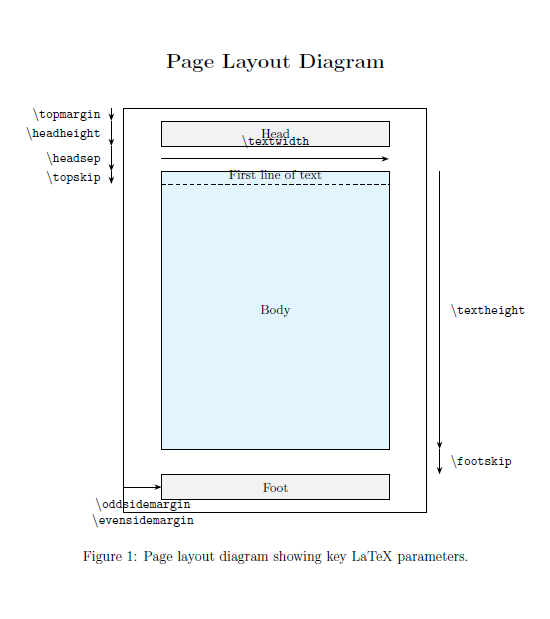 Page Layout Diagram
\topmargin
\headheight
Head
\textwidth
\headsep
\topskip
First line of text
Body
\textheight
\footskip
Foot
\oddsidemargin
\evensidemargin
Figure 1: Page layout diagram showing key LaTeX parameters.